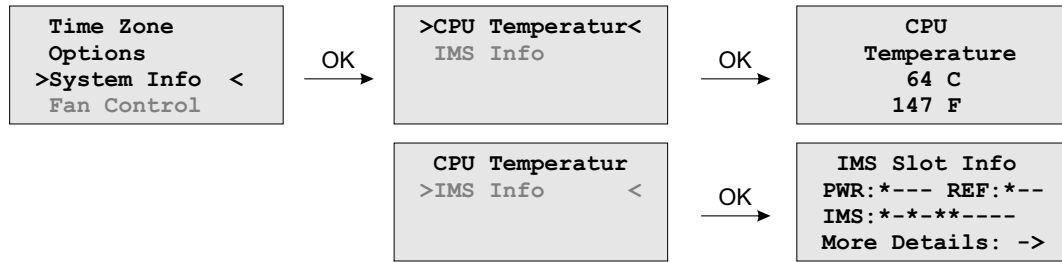 Time Zone
Options
>System Info <
Fan Control
OK
>CPU Temperatur<
IMS Info
OK
CPU
Temperature
64 C
147 F
CPU Temperatur
>IMS Info <
OK
IMS Slot Info
PWR:*--- REF:*--
IMS:*-*-**----
More Details: ->